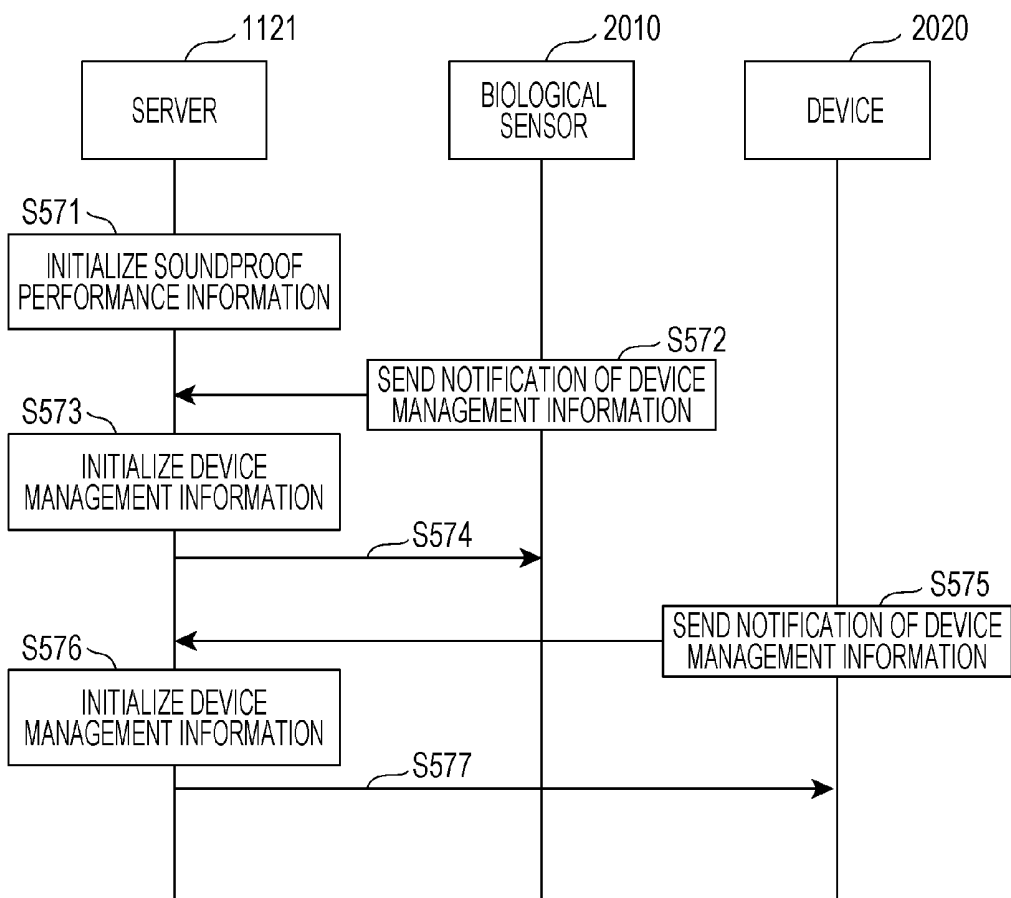 1121
2010
2020
SERVER
BIOLOGICAL
SENSOR
DEVICE
S571
INITIALIZE SOUNDPROOF
PERFORMANCE INFORMATION
S572
SEND NOTIFICATION OF DEVICE
MANAGEMENT INFORMATION
S573
INITIALIZE DEVICE
MANAGEMENT INFORMATION
S574
S575
SEND NOTIFICATION OF DEVICE
MANAGEMENT INFORMATION
S576
INITIALIZE DEVICE
MANAGEMENT INFORMATION
S577